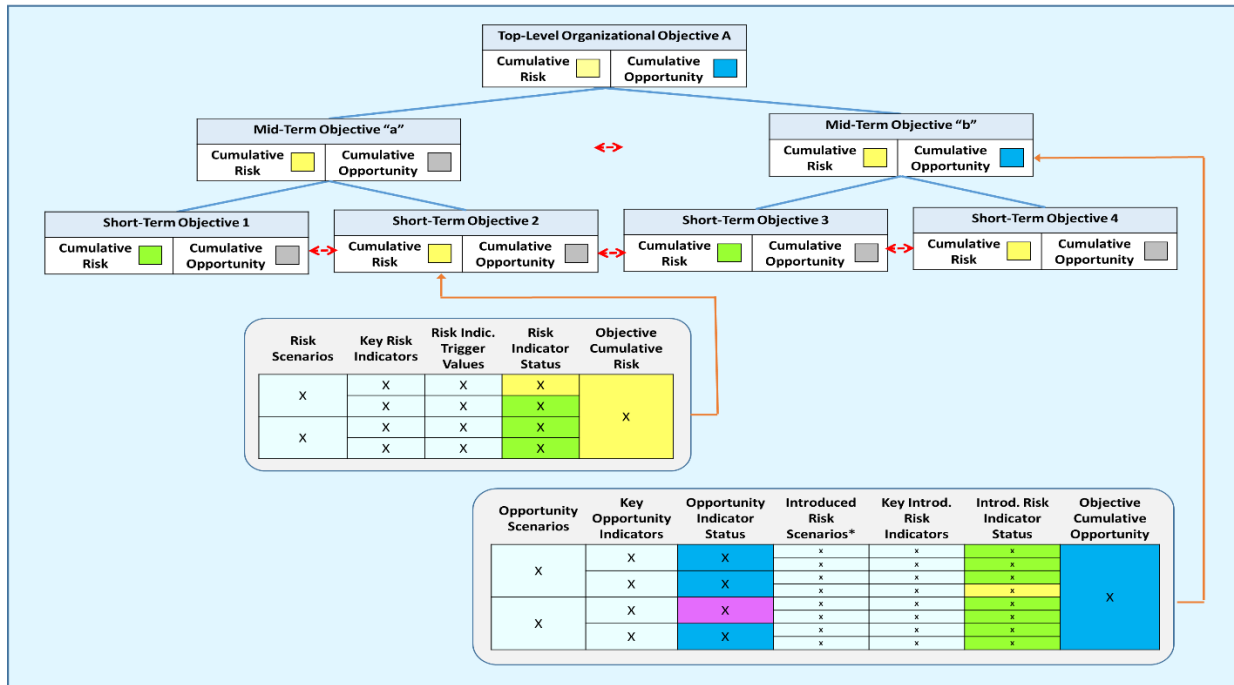 Top-Level Organizational Objective A
Cumulative Risk
Cumulative Opportunity
Mid-Term Objective “a”
Cumulative Risk
Cumulative Opportunity
Mid-Term Objective “b”
Cumulative Risk
Cumulative Opportunity
Short-Term Objective 1
Cumulative Risk
Cumulative Opportunity
Short-Term Objective 2
Cumulative Risk
Cumulative Opportunity
Short-Term Objective 3
Cumulative Risk
Cumulative Opportunity
Short-Term Objective 4
Cumulative Risk
Cumulative Opportunity
Risk Scenarios
Key Risk Indicators
Risk Indic. Trigger Values
Risk Indicator Status
Objective Cumulative Risk
X X X X X
X X X
X X X X
X X X
Opportunity Scenarios
Key Opportunity Indicators
Opportunity Indicator Status
Introduced Risk Scenarios*
Key Introd. Risk Indicators
Introd. Risk Indicator Status
Objective Cumulative Opportunity
X X X x x x X
x x x
X X x x x
x x x
X X X x x x
x x x
X X x x x
x x x